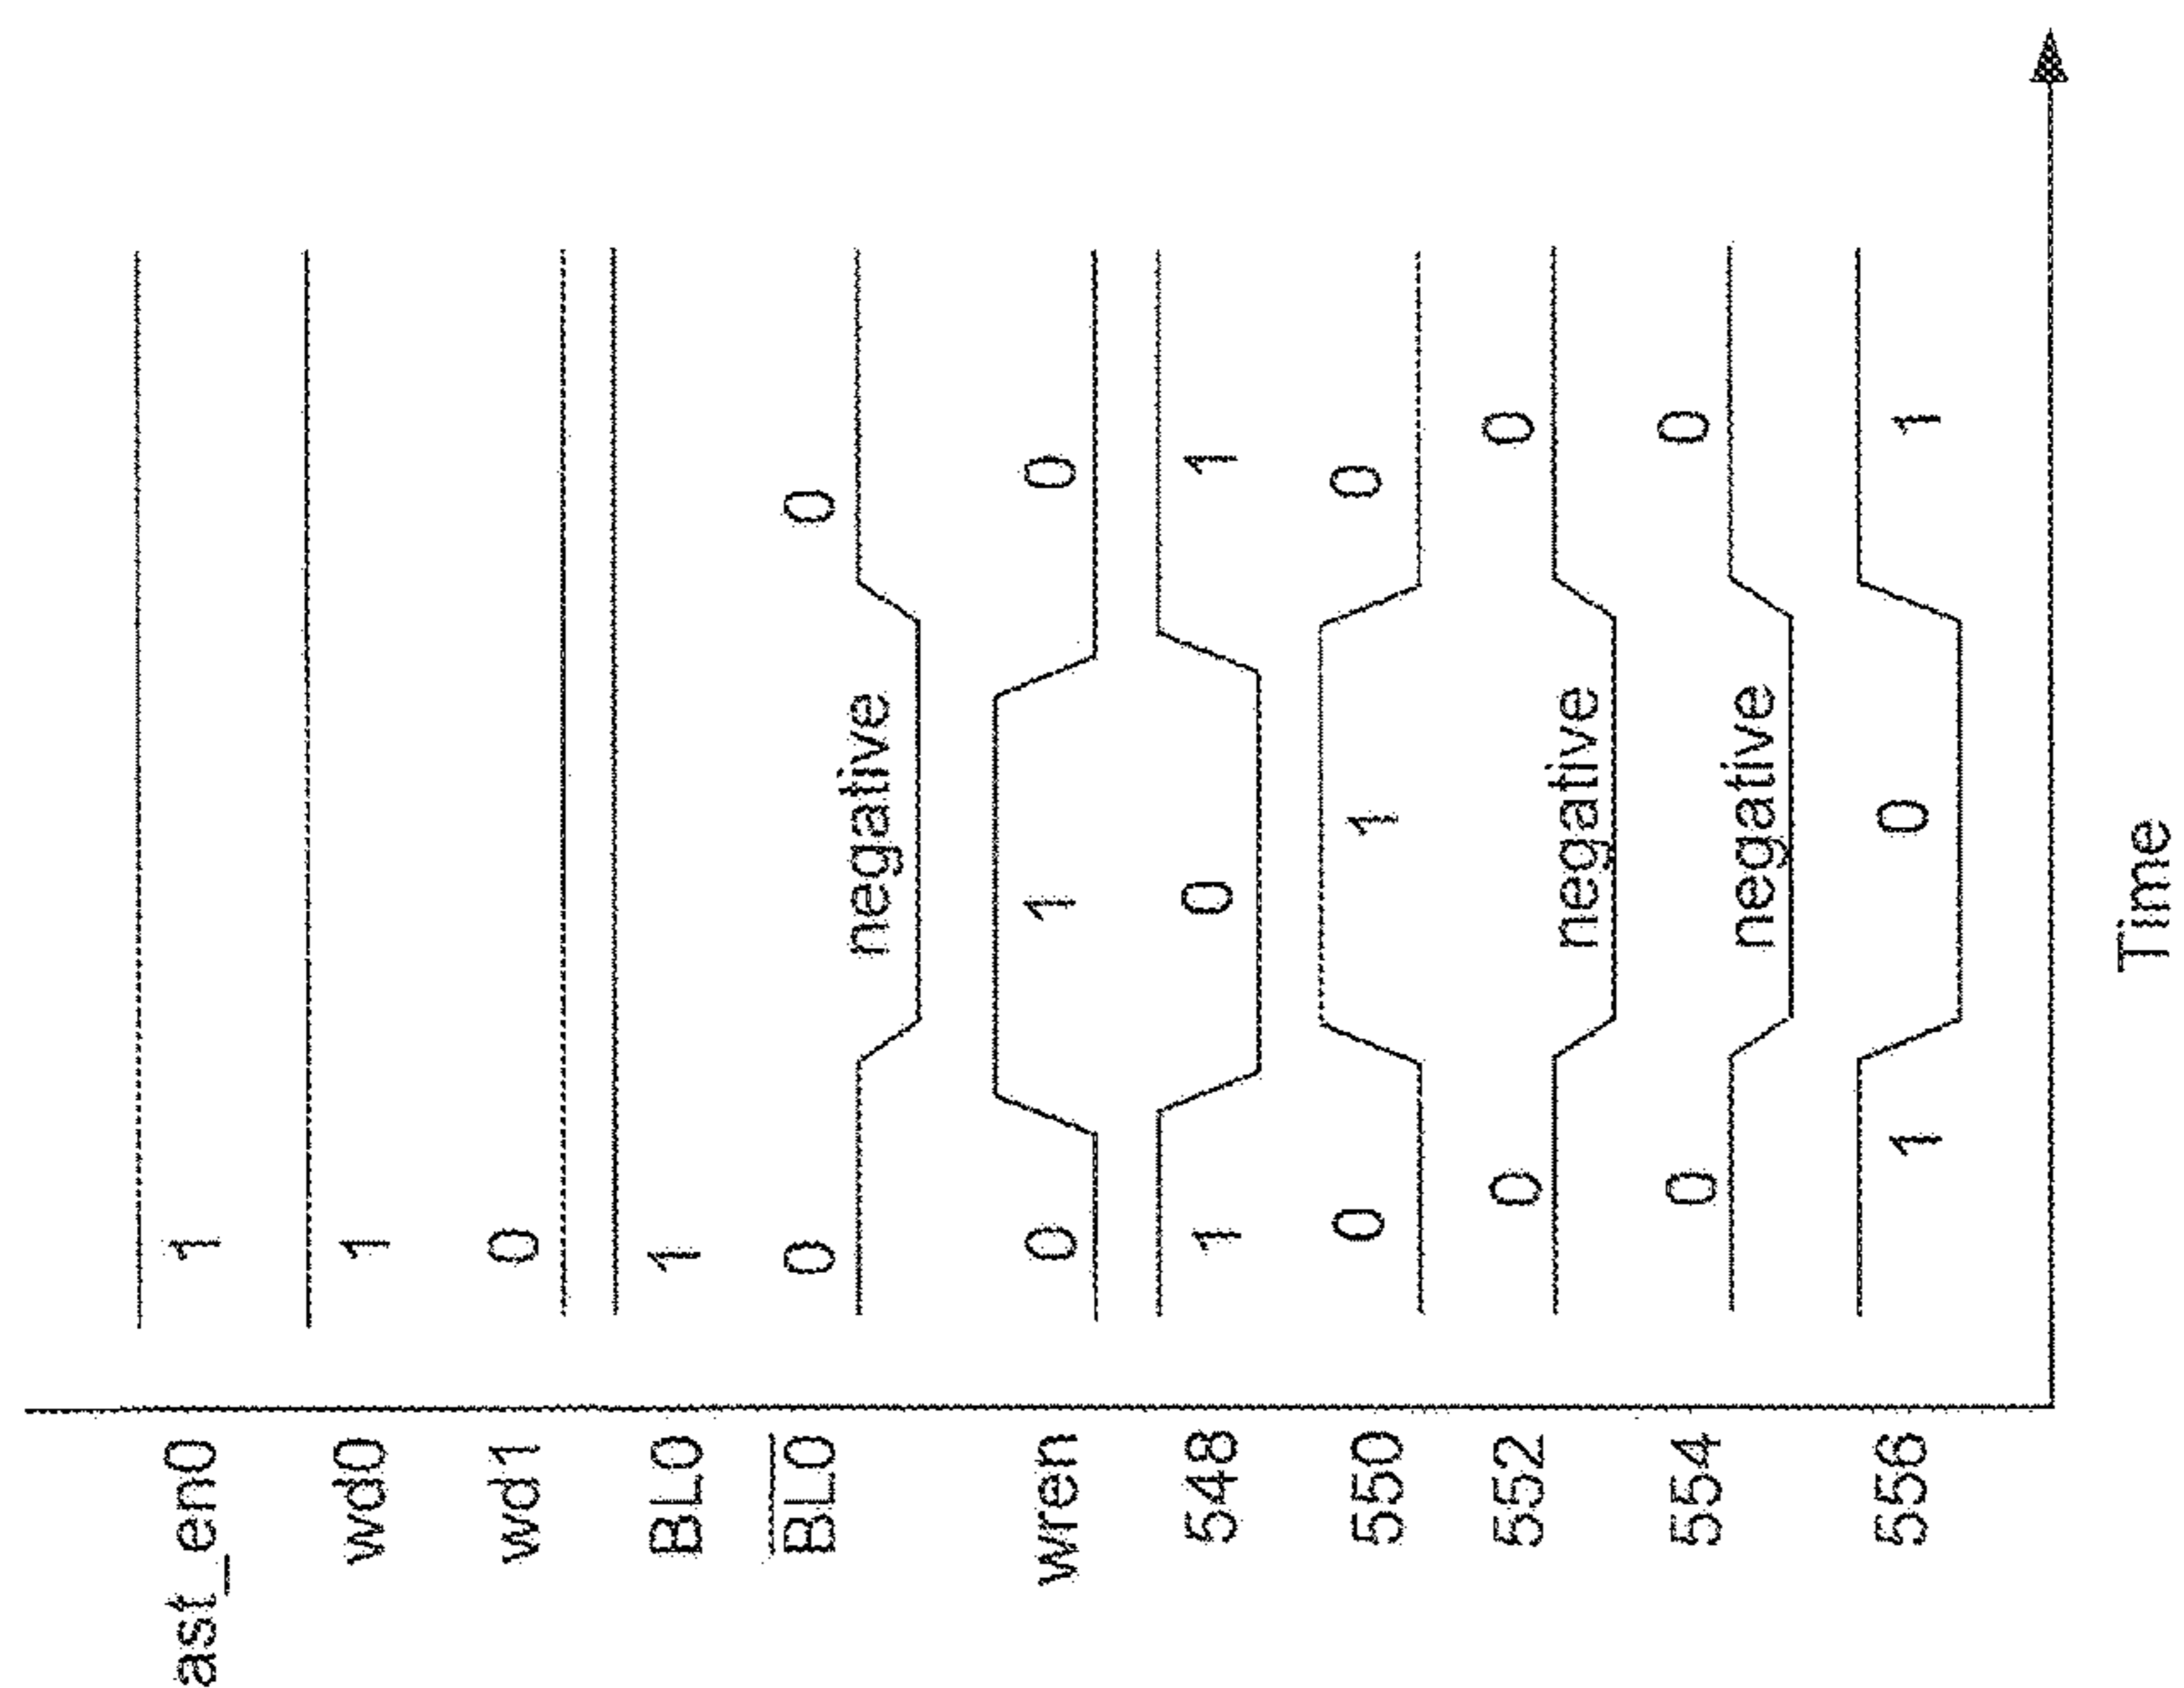 ast_en0 1
wd0 1
wd1 0
BL0 1
B̅L̅0̅ 0 negative 0
wren 0 1 0
548 1 0 1
550 0 1 0
552 0 negative 0
554 0 negative 0
556 1 0 1
Time